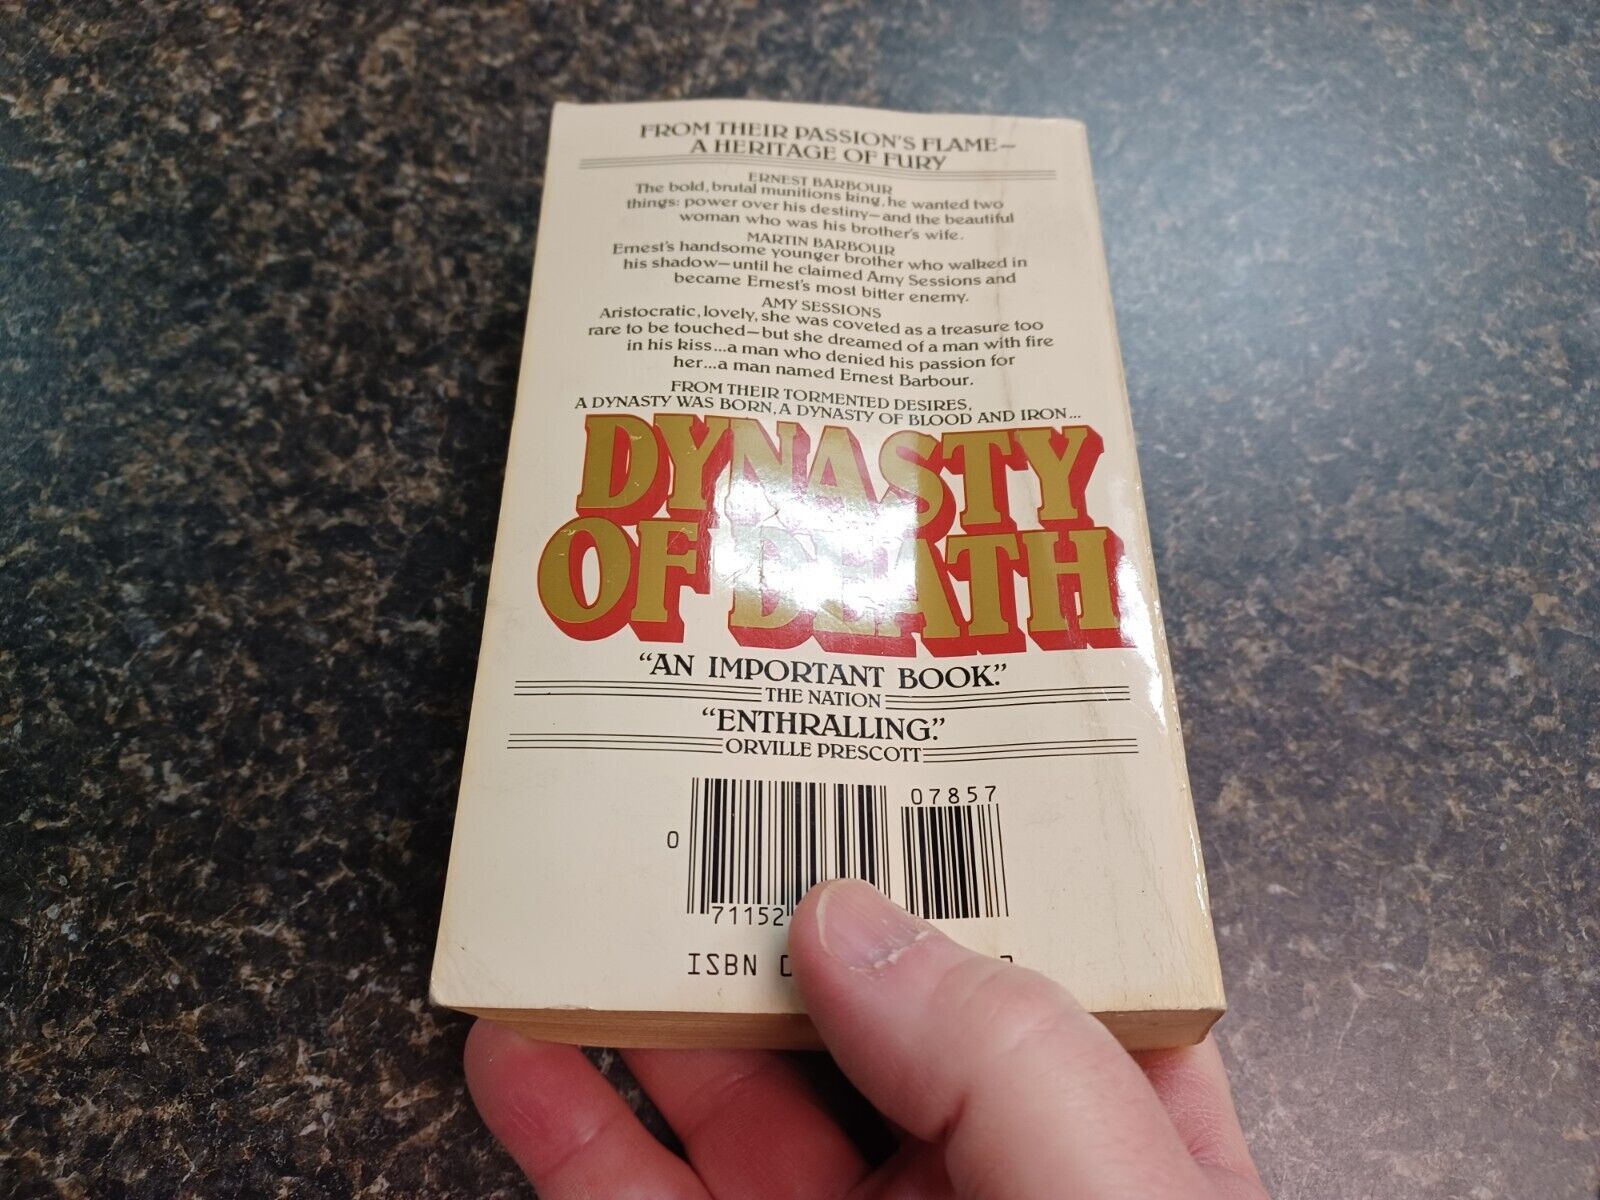 FROM THEIR PASSION'S FLAME—
A HERITAGE OF FURY
ERNEST BARBOUR
The bold, brutal munitions king, he wanted two
things: power over his destiny—and the beautiful
woman who was his brother's wife.
MARTIN BARBOUR
Ernest's handsome younger brother who walked in
his shadow—until he claimed Amy Sessions and
became Ernest's most bitter enemy.
AMY SESSIONS
Aristocratic, lovely, she was coveted as a treasure too
rare to be touched—but she dreamed of a man with fire
in his kiss...a man who denied his passion for
her...a man named Ernest Barbour.
FROM THEIR TORMENTED DESIRES,
A DYNASTY WAS BORN, A DYNASTY OF BLOOD AND IRON...
DYNASTY
OF DEATH
“AN IMPORTANT BOOK.”
THE NATION
“ENTHRALLING.”
ORVILLE PRESCOTT
07857
0
71152
ISBN